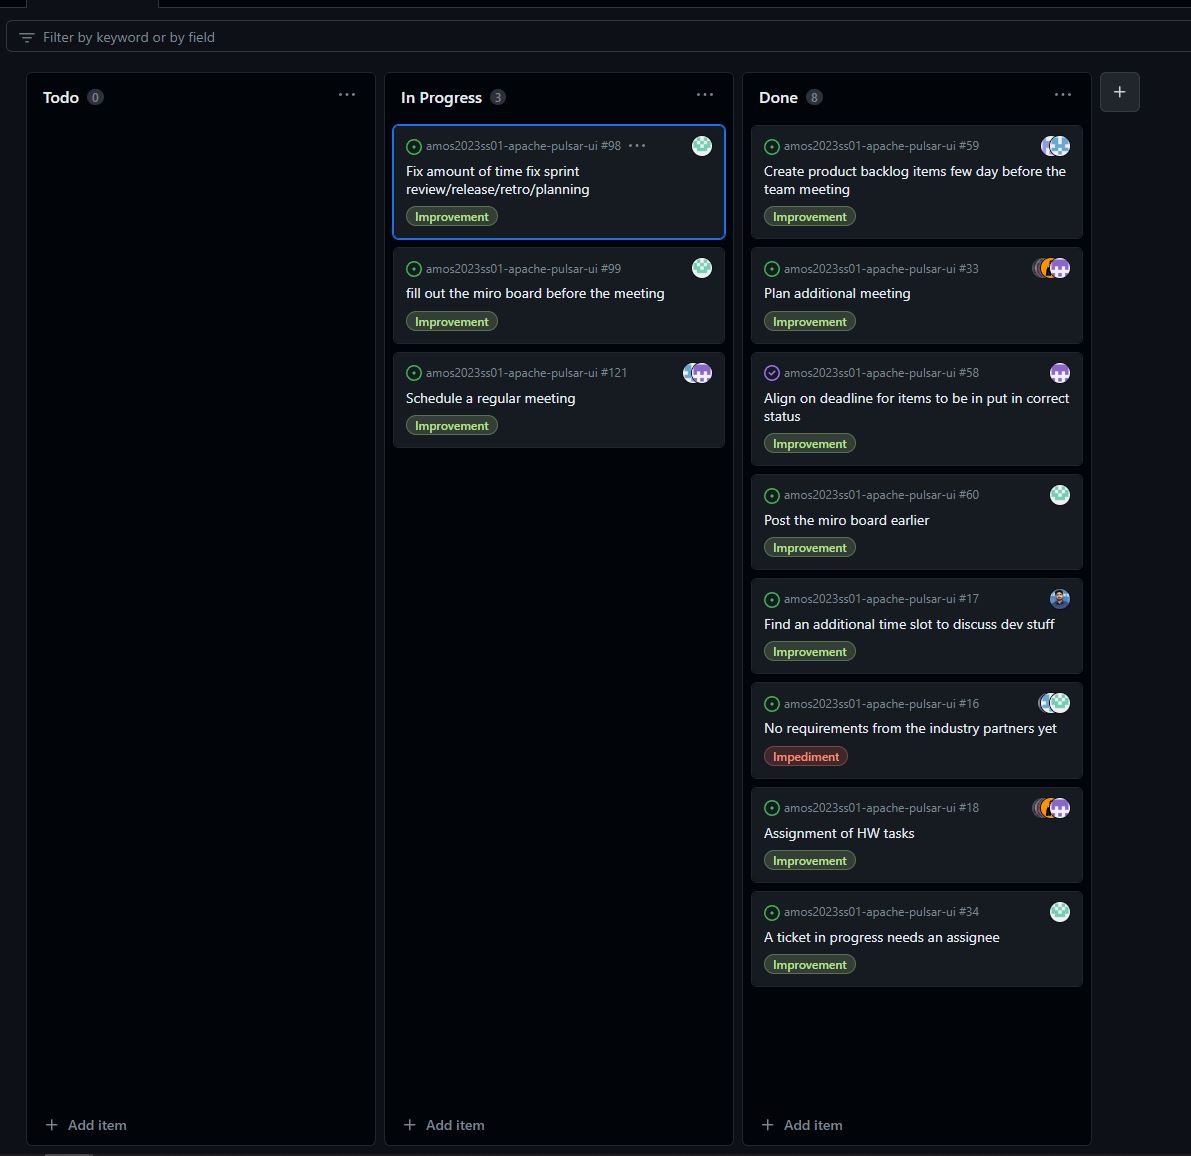 Filter by keyword or by field
Todo 0
In Progress 3
amos2023ss01-apache-pulsar-ui #98
Fix amount of time fix sprint
review/release/retro/planning
Improvement
amos2023ss01-apache-pulsar-ui #99
fill out the miro board before the meeting
Improvement
amos2023ss01-apache-pulsar-ui #121
Schedule a regular meeting
Improvement
Done 8
amos2023ss01-apache-pulsar-ui #59
Create product backlog items few day before the
team meeting
Improvement
amos2023ss01-apache-pulsar-ui #33
Plan additional meeting
Improvement
amos2023ss01-apache-pulsar-ui #58
Align on deadline for items to be in put in correct
status
Improvement
amos2023ss01-apache-pulsar-ui #60
Post the miro board earlier
Improvement
amos2023ss01-apache-pulsar-ui #17
Find an additional time slot to discuss dev stuff
Improvement
amos2023ss01-apache-pulsar-ui #16
No requirements from the industry partners yet
Impediment
amos2023ss01-apache-pulsar-ui #18
Assignment of HW tasks
Improvement
amos2023ss01-apache-pulsar-ui #34
A ticket in progress needs an assignee
Improvement
+ Add item
+ Add item
+ Add item